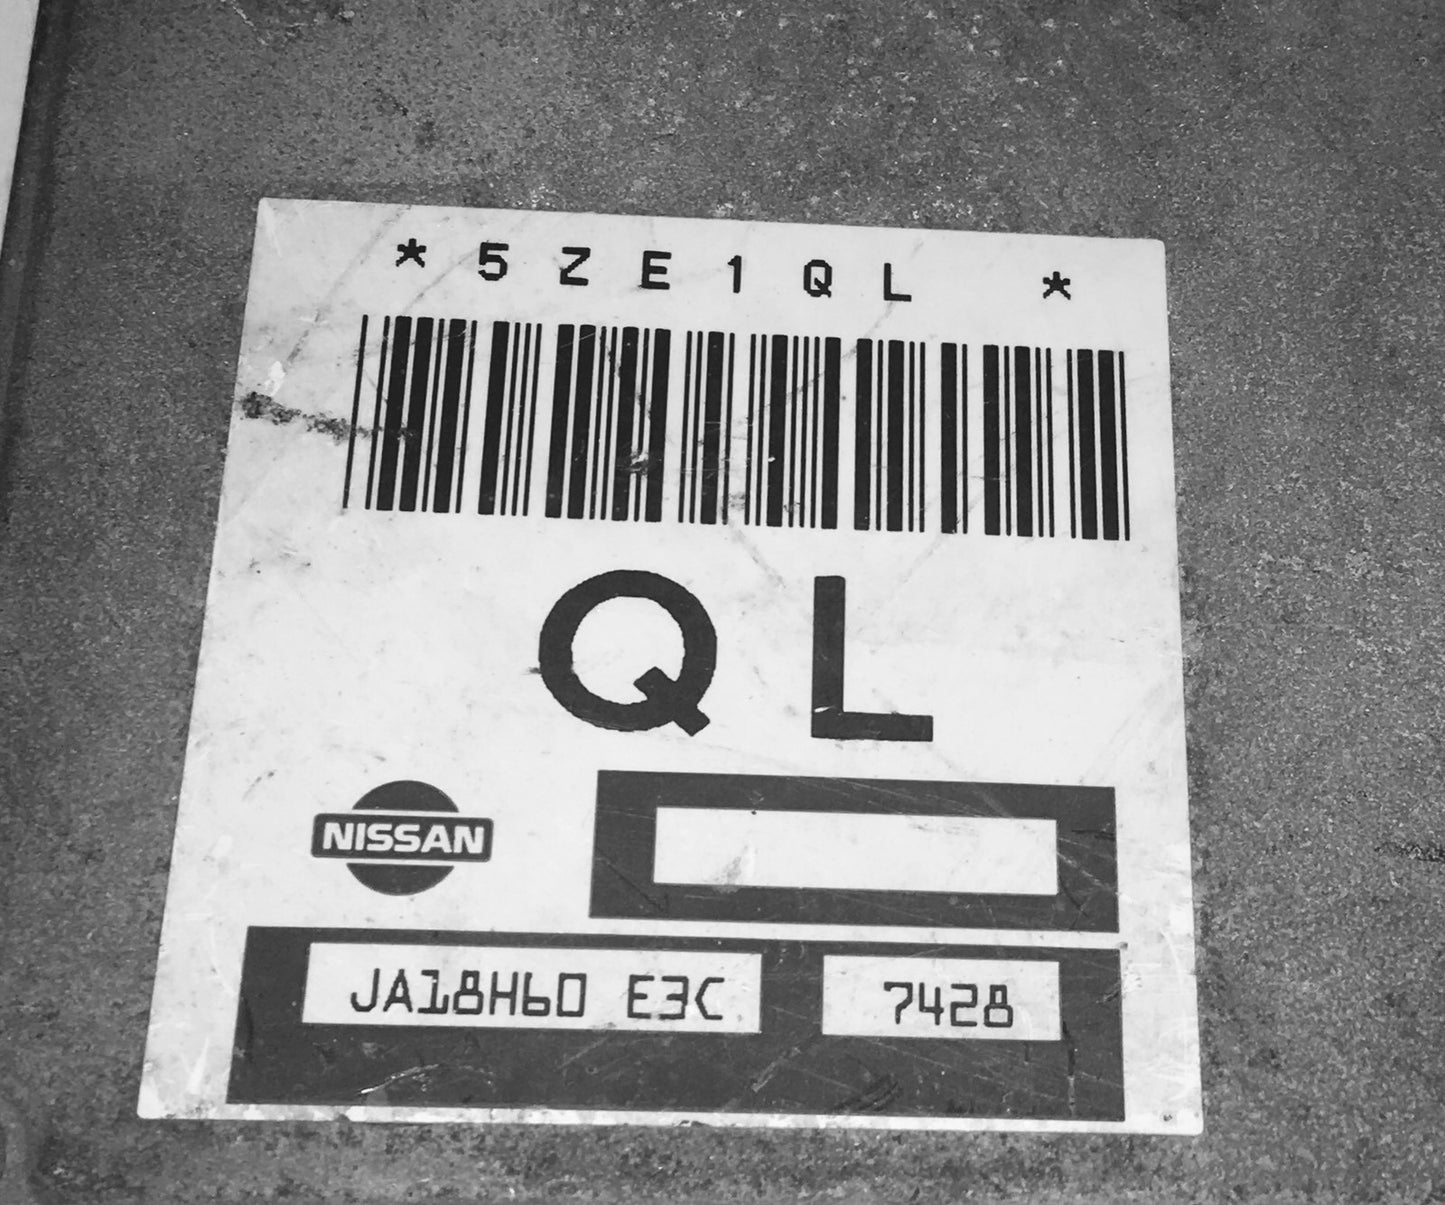 *5ZE1QL *
QL
NISSAN
JA18H60 E3C 7428